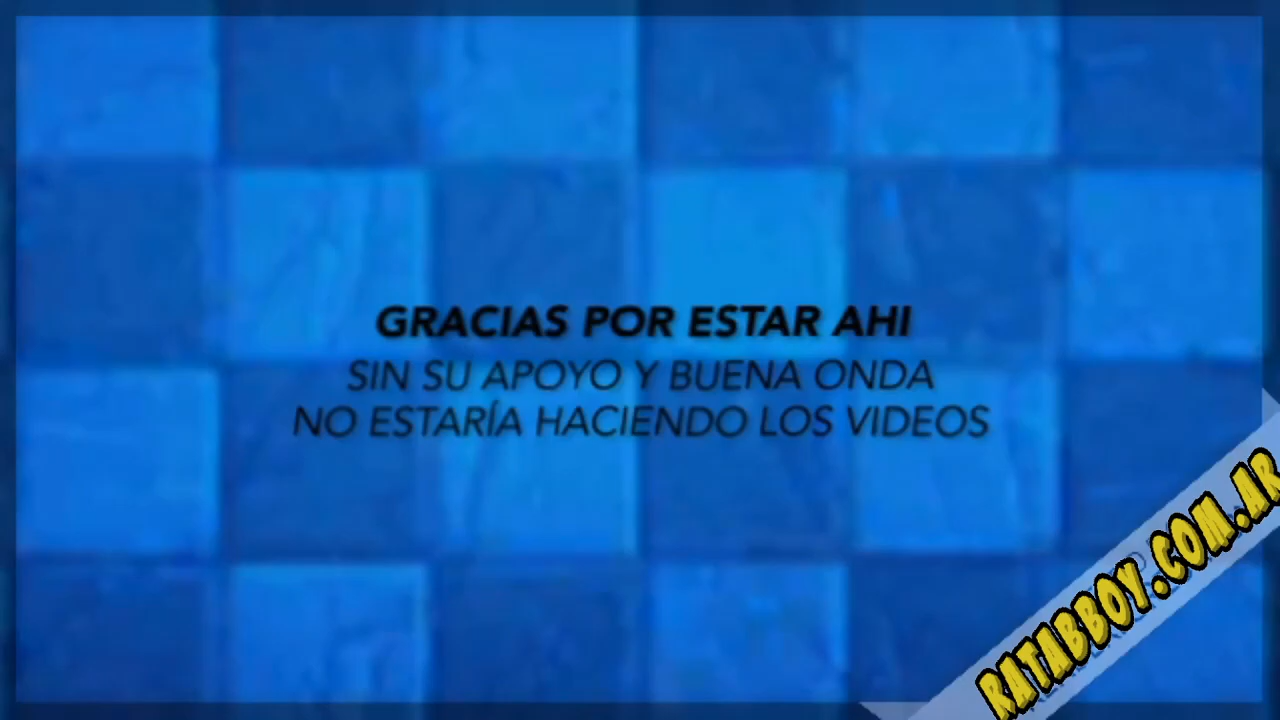 GRACIAS POR ESTAR AHI
SIN SU APOYO Y BUENA ONDA
NO ESTARÍA HACIENDO LOS VIDEOS
RATABBOY.COM.AR